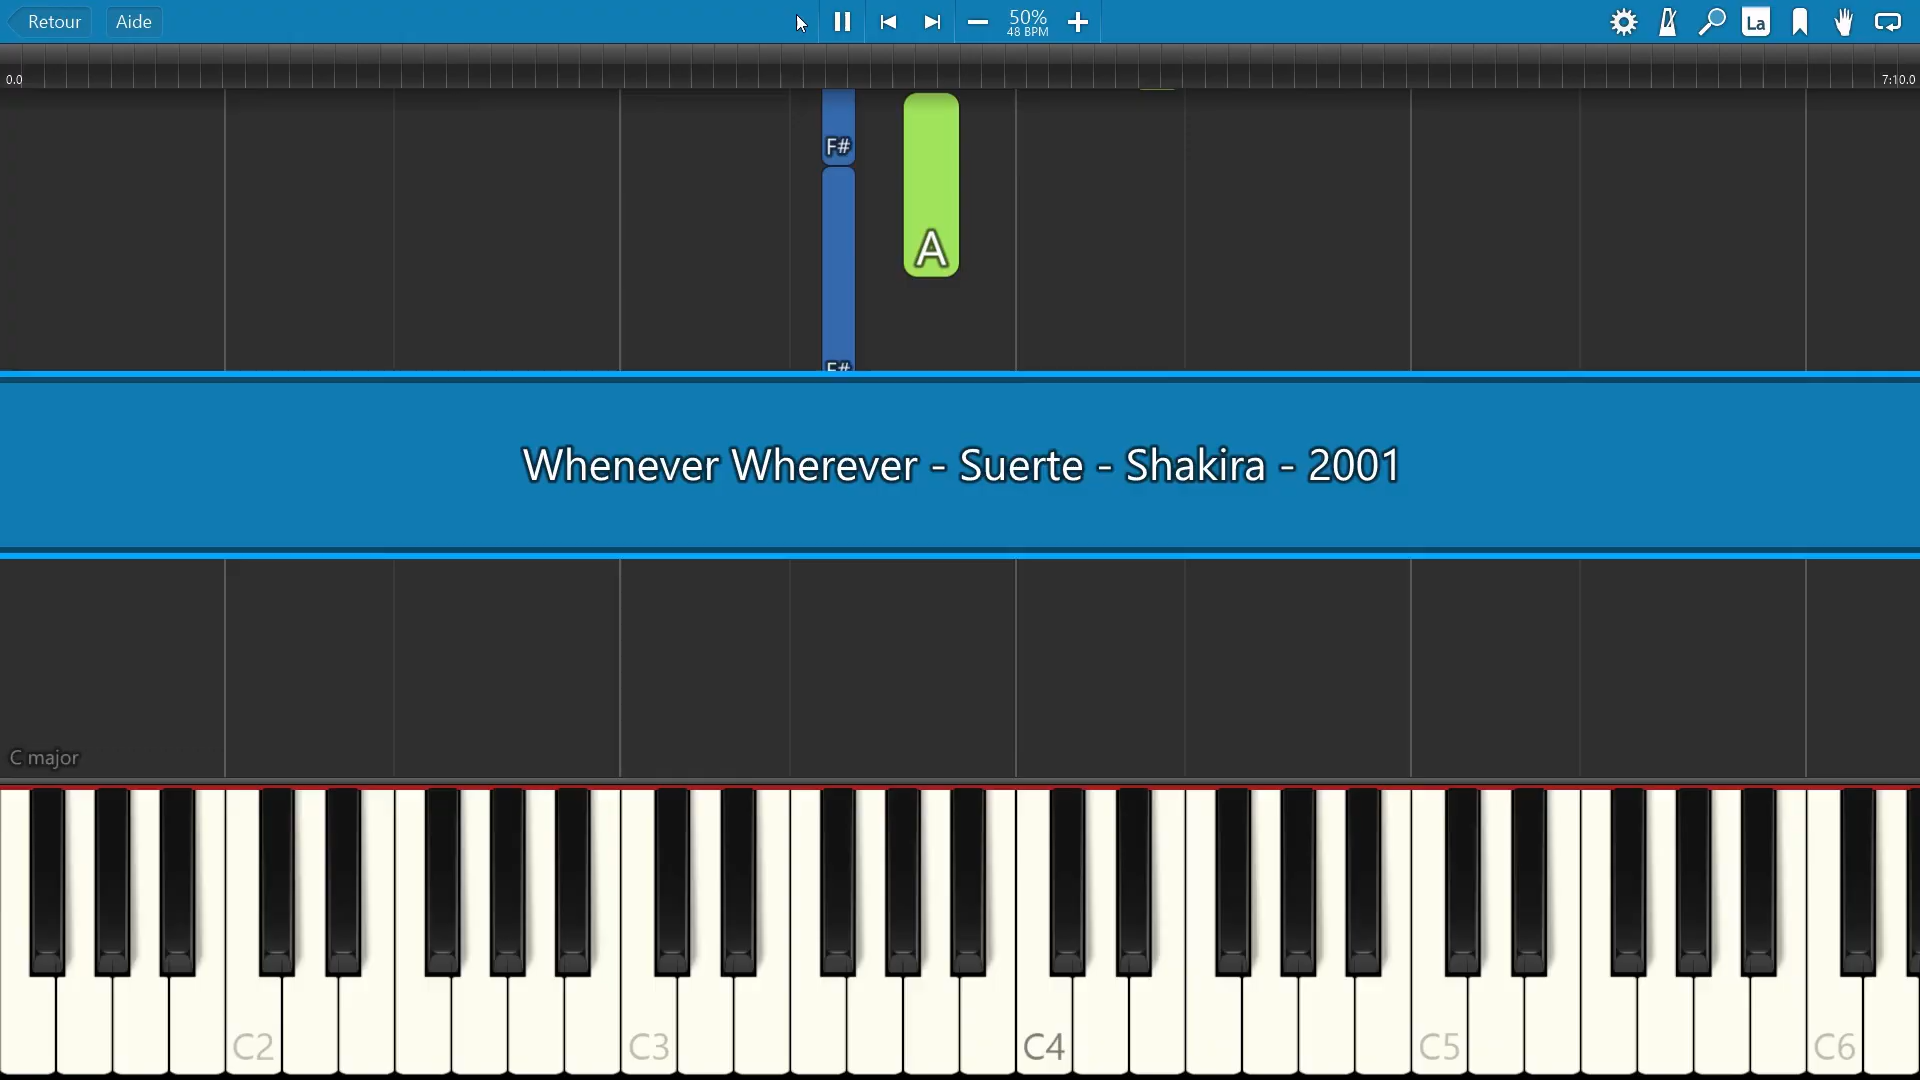 Retour
Aide
50%
48 BPM
La
0.0
7:10.0
F#
A
F#
Whenever Wherever - Suerte - Shakira - 2001
C major
C2
C3
C4
C5
C6